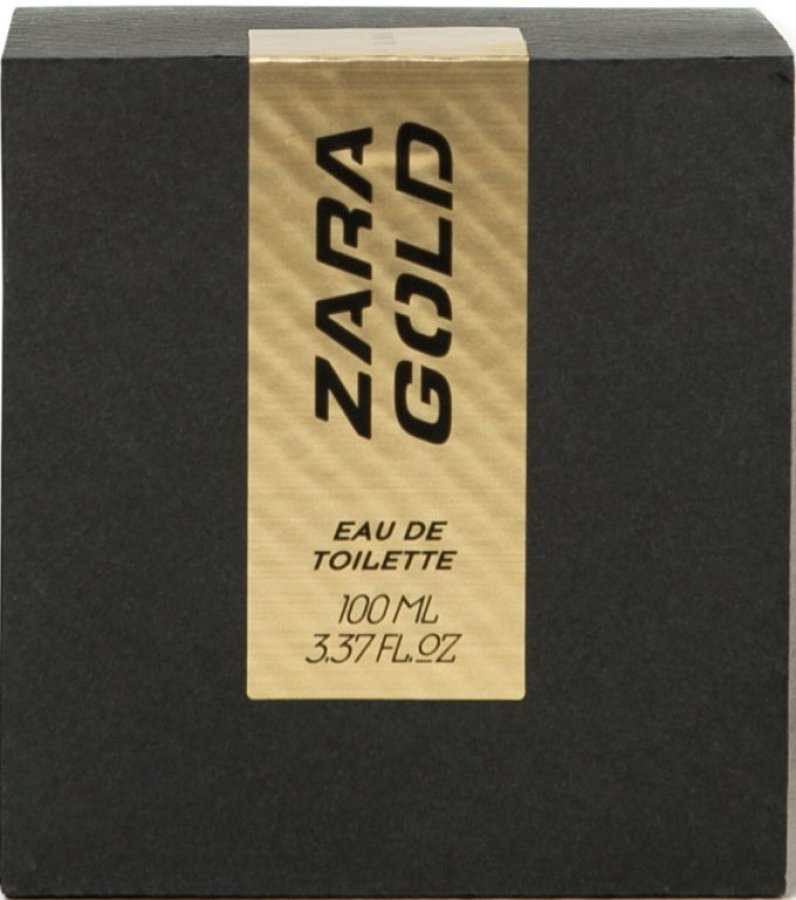 ZARA
GOLD
EAU DE
TOILETTE
100 ML
3.37 FL.OZ